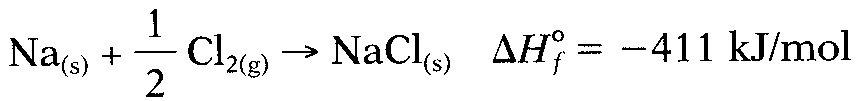 Na(s) + 1/2 Cl2(g) → NaCl(s) ΔH°f = −411 kJ/mol